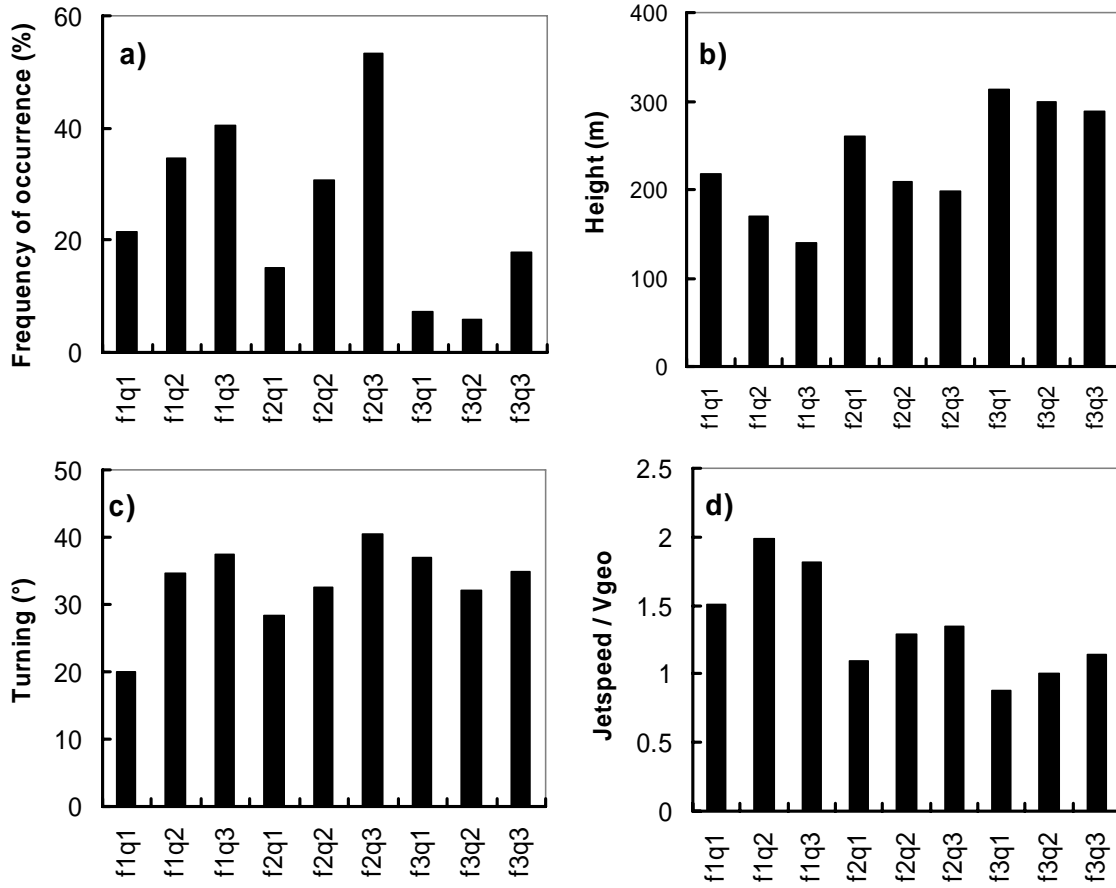 a)
Frequency of occurrence (%)
60
40
20
0
f1q1 f1q2 f1q3 f2q1 f2q2 f2q3 f3q1 f3q2 f3q3
b)
Height (m)
400
300
200
100
0
f1q1 f1q2 f1q3 f2q1 f2q2 f2q3 f3q1 f3q2 f3q3
c)
Turning (°)
50
40
30
20
10
0
f1q1 f1q2 f1q3 f2q1 f2q2 f2q3 f3q1 f3q2 f3q3
d)
Jetspeed / Vgeo
2.5
2
1.5
1
0.5
0
f1q1 f1q2 f1q3 f2q1 f2q2 f2q3 f3q1 f3q2 f3q3